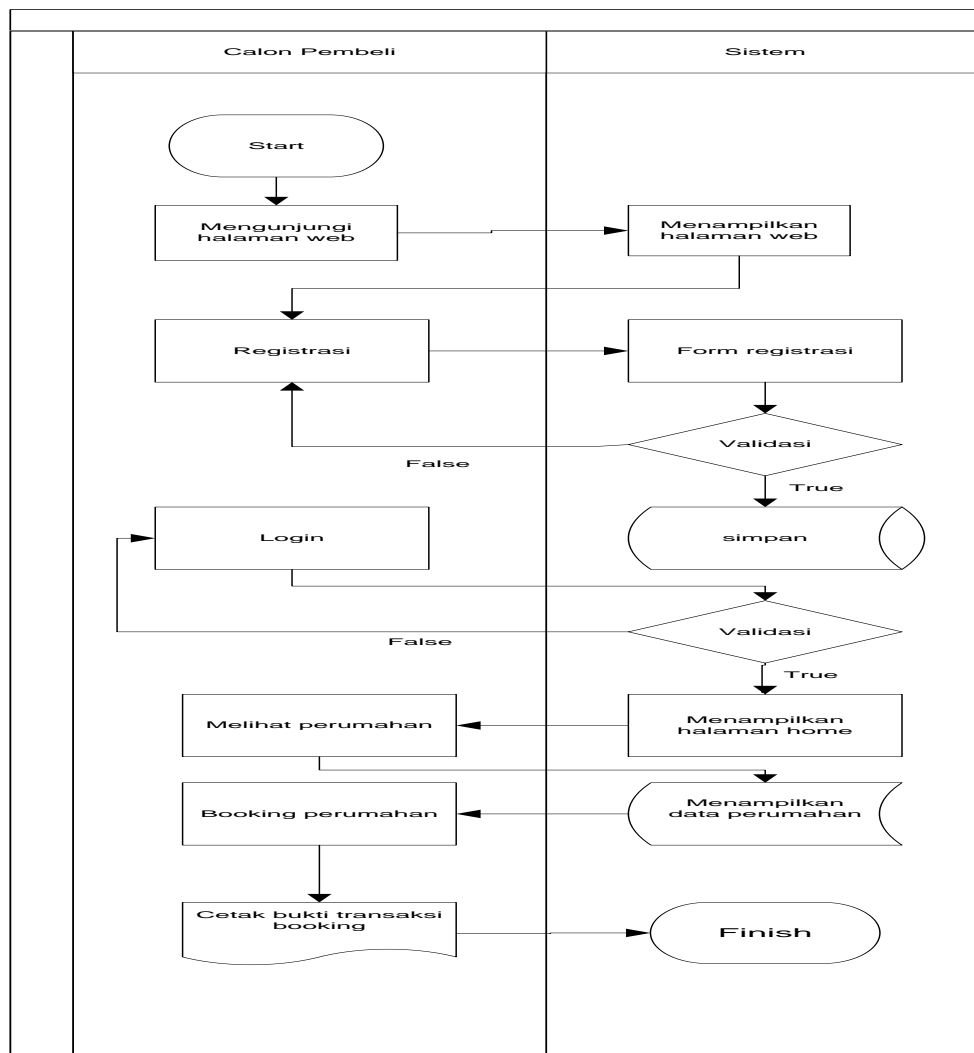 Calon Pembeli
Sistem
Start
Mengunjungi
halaman web
Menampilkan
halaman web
Registrasi
Form registrasi
Validasi
False
True
Login
simpan
Validasi
False
True
Melihat perumahan
Menampilkan
halaman home
Booking perumahan
Menampilkan
data perumahan
Cetak bukti transaksi
booking
Finish